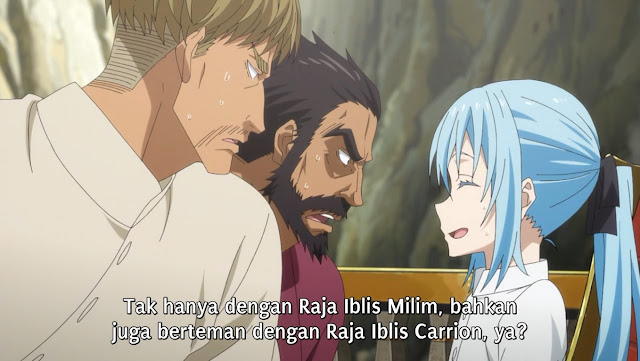 Tak hanya dengan Raja Iblis Milim, bahkan
juga berteman dengan Raja Iblis Carrion, ya?